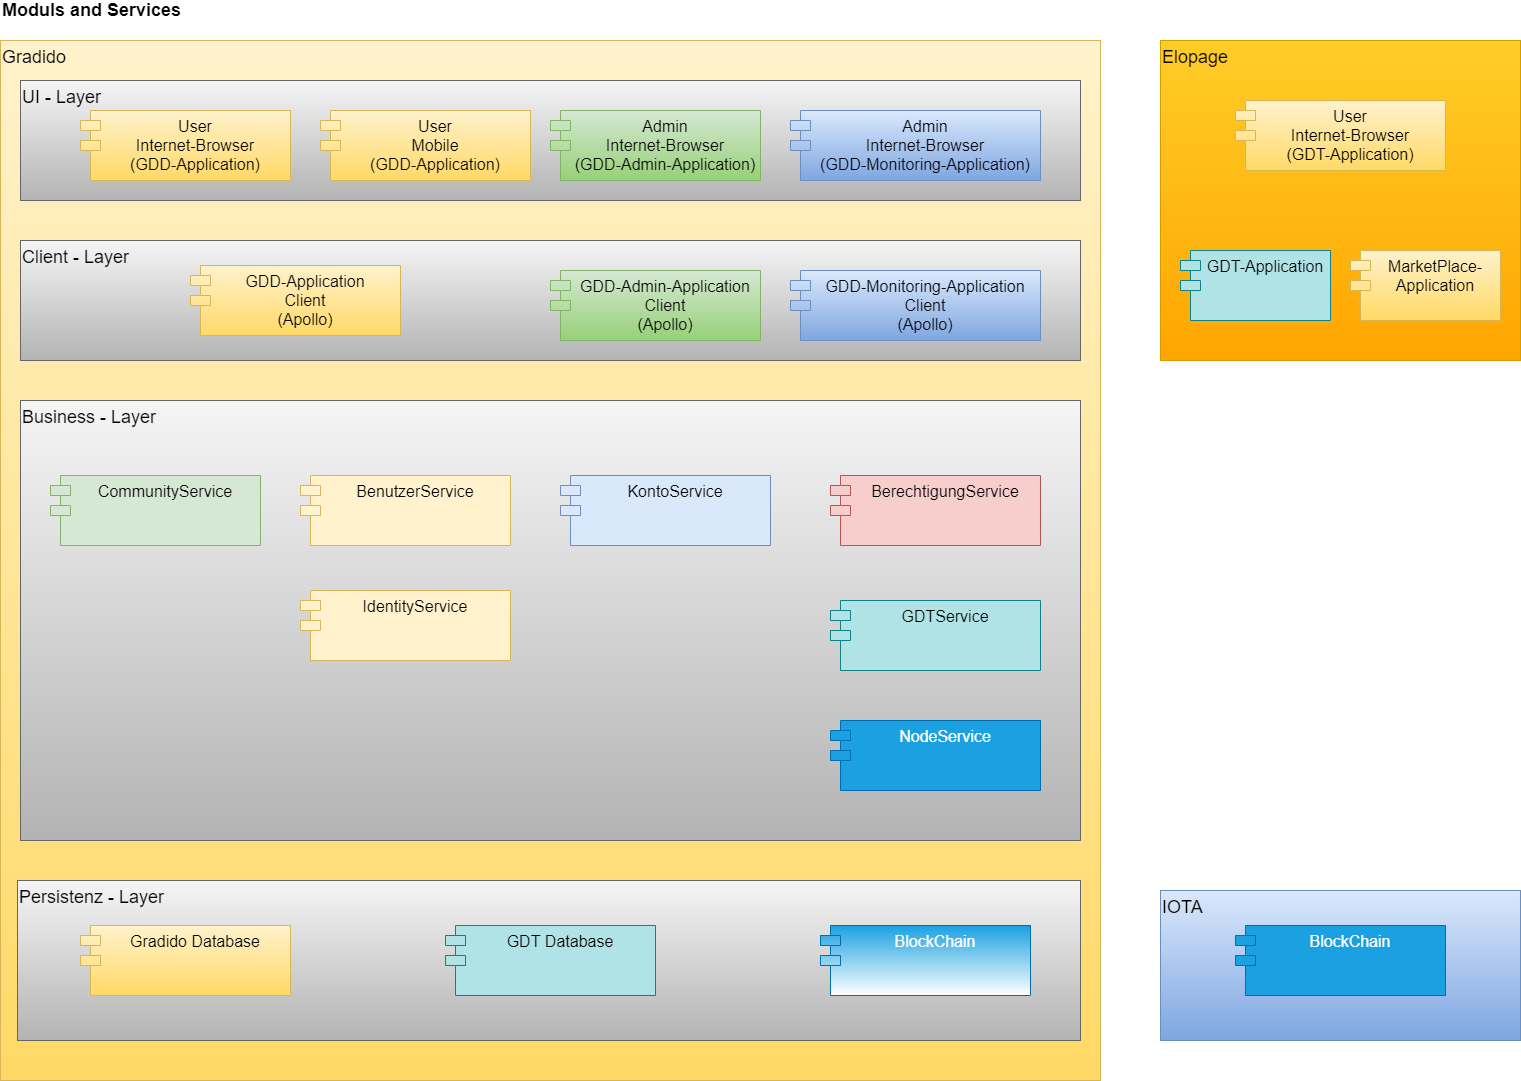 Moduls and Services
Gradido
UI - Layer
User
Internet-Browser
(GDD-Application)
User
Mobile
(GDD-Application)
Admin
Internet-Browser
(GDD-Admin-Application)
Admin
Internet-Browser
(GDD-Monitoring-Application)
Client - Layer
GDD-Application
Client
(Apollo)
GDD-Admin-Application
Client
(Apollo)
GDD-Monitoring-Application
Client
(Apollo)
Business - Layer
CommunityService
BenutzerService
KontoService
BerechtigungService
IdentityService
GDTService
NodeService
Persistenz - Layer
Gradido Database
GDT Database
BlockChain
Elopage
User
Internet-Browser
(GDT-Application)
GDT-Application
MarketPlace-
Application
IOTA
BlockChain